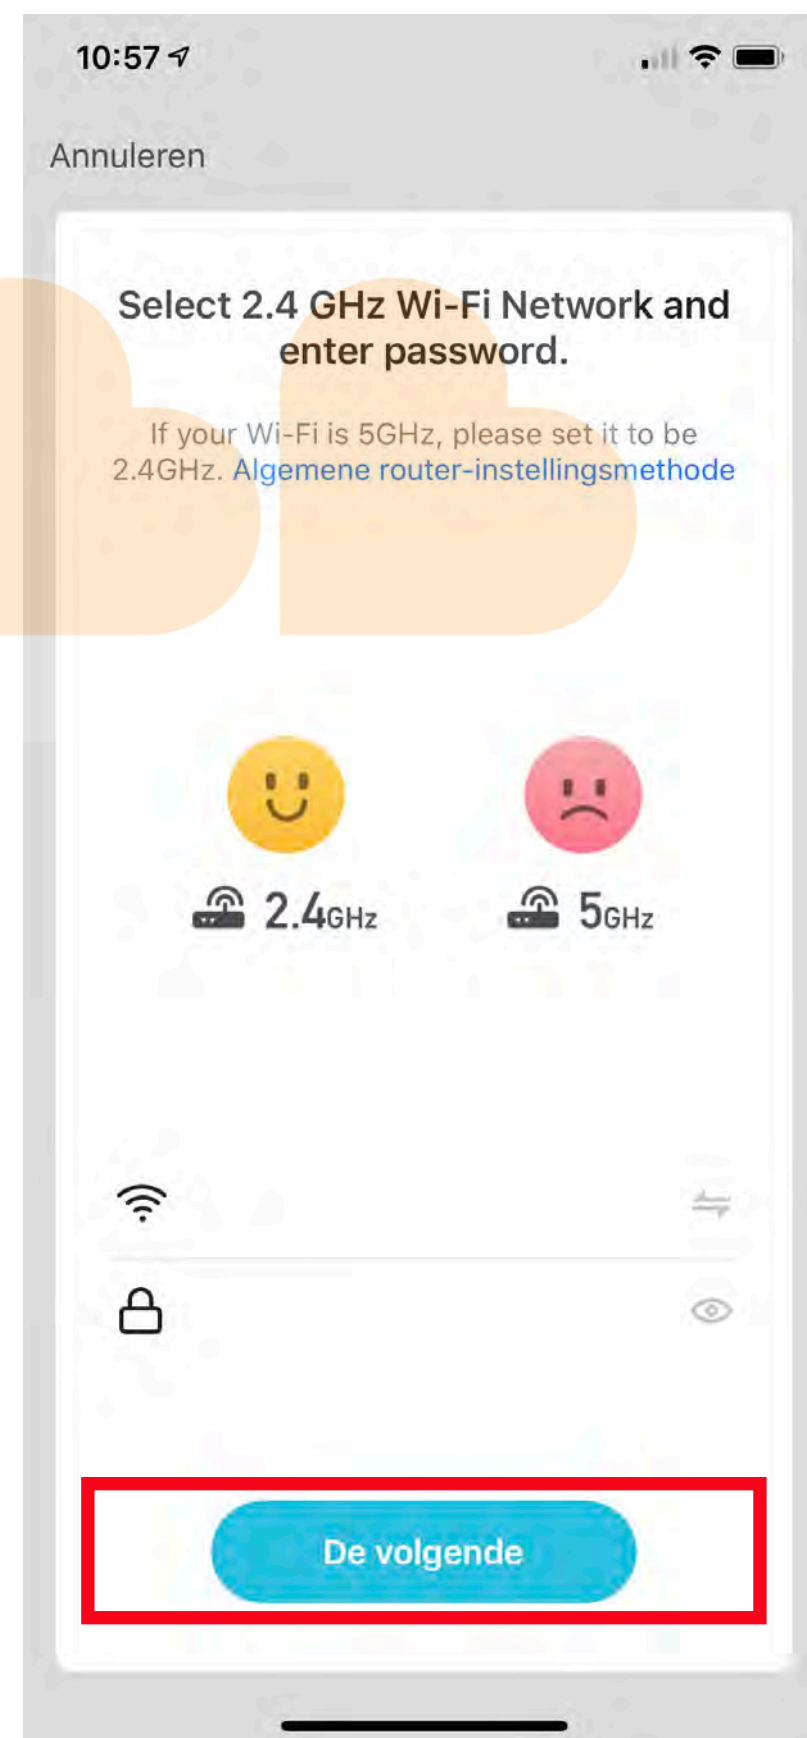 10:57
Annuleren
Select 2.4 GHz Wi-Fi Network and
enter password.
If your Wi-Fi is 5GHz, please set it to be
2.4GHz. Algemene router-instellingsmethode
2.4GHz 5GHz
De volgende